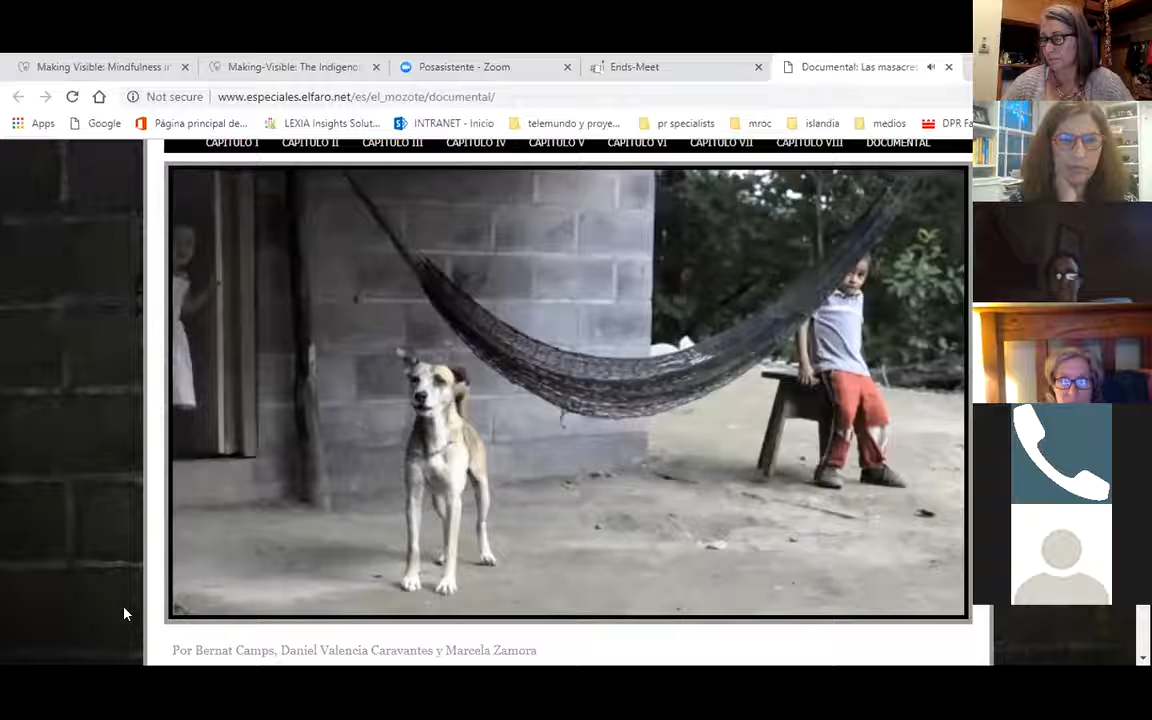 Making Visible: Mindfulness in
Making-Visible: The Indigeno
Posasistente - Zoom
Ends-Meet
Documental: Las masacres
Not secure
www.especiales.elfaro.net/es/el_mozote/documental/
Apps
Google
Página principal de...
LEXIA Insights Solut...
INTRANET - Inicio
telemundo y proye...
pr specialists
mroc
islandia
medios
DPR Fa
CAPITULO I CAPITULO II CAPITULO III CAPITULO IV CAPITULO V CAPITULO VI CAPITULO VII CAPITULO VIII DOCUMENTAL
Por Bernat Camps, Daniel Valencia Caravantes y Marcela Zamora